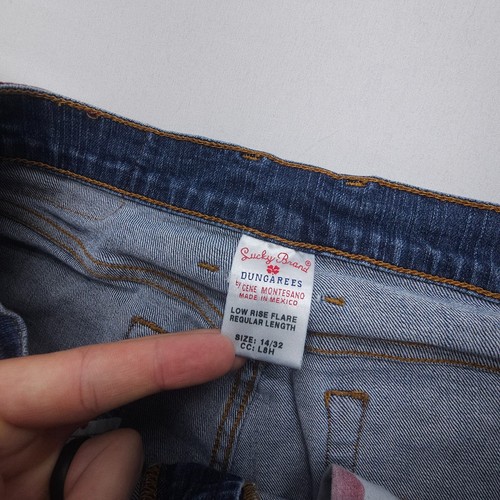 Lucky Brand®
DUNGAREES
by GENE MONTESANO
MADE IN MEXICO
LOW RISE FLARE
REGULAR LENGTH
SIZE: 14/32
CC: L8H